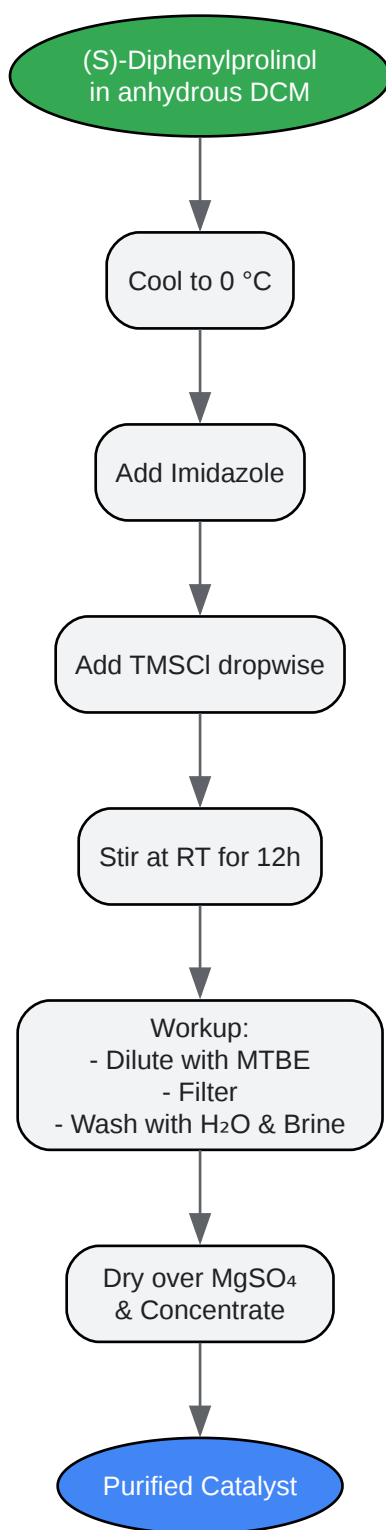 (S)-Diphenylprolinol
in anhydrous DCM
Cool to 0 °C
Add Imidazole
Add TMSCl dropwise
Stir at RT for 12h
Workup:
- Dilute with MTBE
- Filter
- Wash with H₂O & Brine
Dry over MgSO₄
& Concentrate
Purified Catalyst